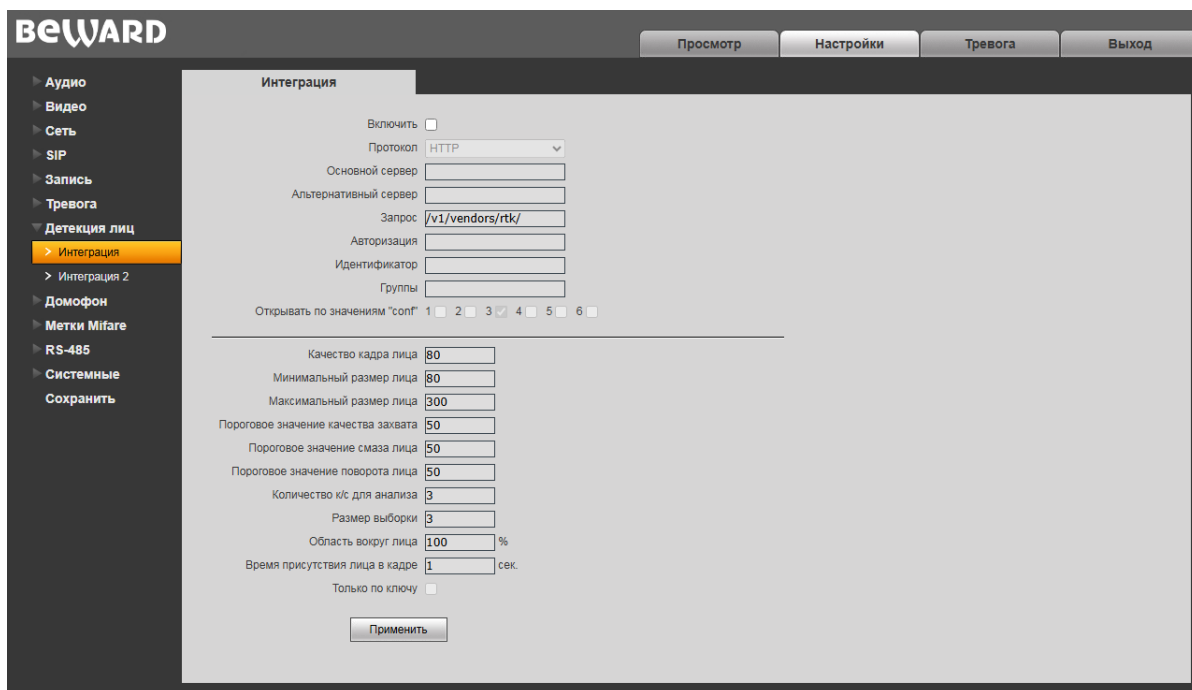 BEWARD
Просмотр
Настройки
Тревога
Выход
Аудио
Видео
Сеть
SIP
Запись
Тревога
Детекция лиц
Интеграция
Интеграция 2
Домофон
Метки Mifare
RS-485
Системные
Сохранить
Интеграция
Включить
Протокол HTTP
Основной сервер
Альтернативный сервер
Запрос /v1/vendors/rtk/
Авторизация
Идентификатор
Группы
Открывать по значениям "conf" 1 2 3 4 5 6
Качество кадра лица 80
Минимальный размер лица 80
Максимальный размер лица 300
Пороговое значение качества захвата 50
Пороговое значение смаза лица 50
Пороговое значение поворота лица 50
Количество к/с для анализа 3
Размер выборки 3
Область вокруг лица 100 %
Время присутствия лица в кадре 1 сек.
Только по ключу
Применить